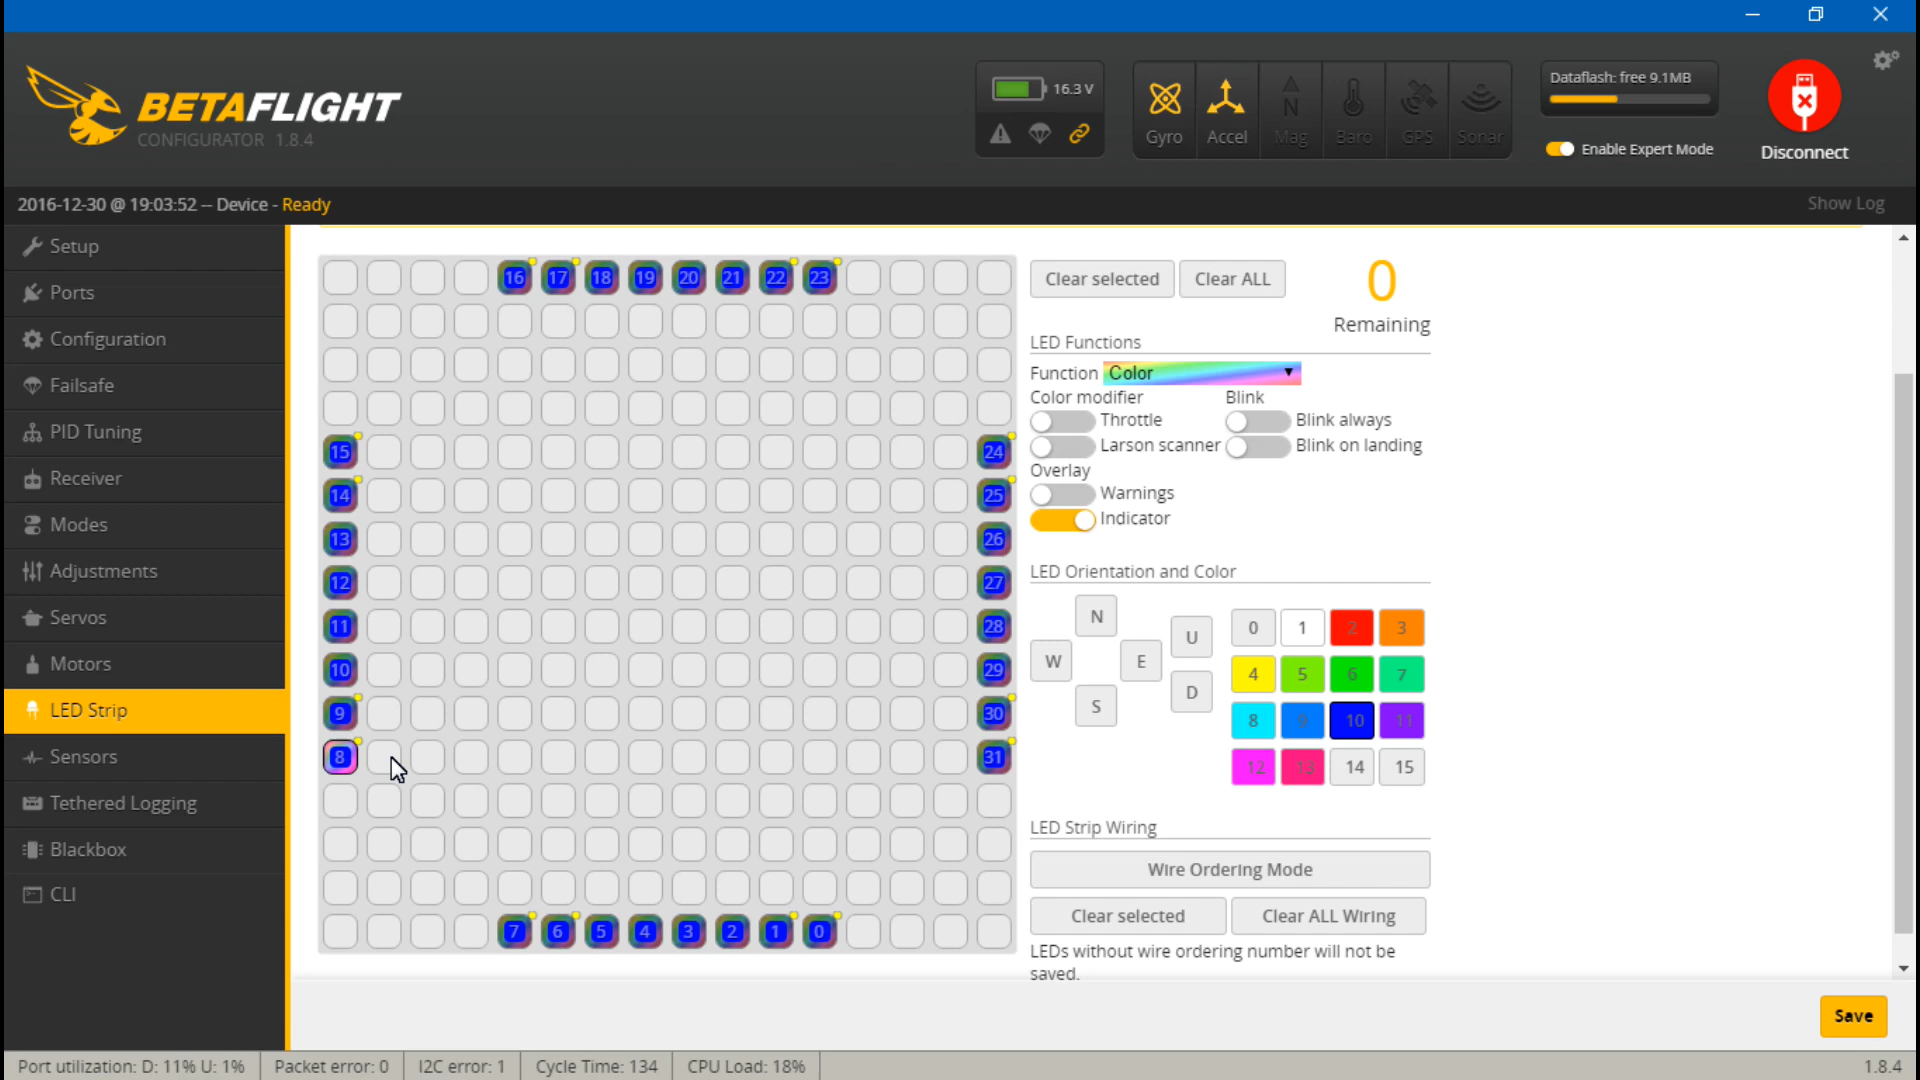 BETAFLIGHT
CONFIGURATOR 1.8.4
16.3 V
Gyro
Accel
Mag
Baro
GPS
Sonar
Dataflash: free 9.1MB
Enable Expert Mode
Disconnect
2016-12-30 @ 19:03:52 -- Device - Ready
Show Log
Setup
Ports
Configuration
Failsafe
PID Tuning
Receiver
Modes
Adjustments
Servos
Motors
LED Strip
Sensors
Tethered Logging
Blackbox
CLI
16 17 18 19 20 21 22 23
15 24
14 25
13 26
12 27
11 28
10 29
9 30
8 31
7 6 5 4 3 2 1 0
Clear selected
Clear ALL
0
Remaining
LED Functions
Function Color
Color modifier
Blink
Throttle
Blink always
Larson scanner
Blink on landing
Overlay
Warnings
Indicator
LED Orientation and Color
N
W E
S
U
D
0 1 2 3
4 5 6 7
8 9 10 11
12 13 14 15
LED Strip Wiring
Wire Ordering Mode
Clear selected
Clear ALL Wiring
LEDs without wire ordering number will not be
saved.
Save
Port utilization: D: 11% U: 1%
Packet error: 0
I2C error: 1
Cycle Time: 134
CPU Load: 18%
1.8.4